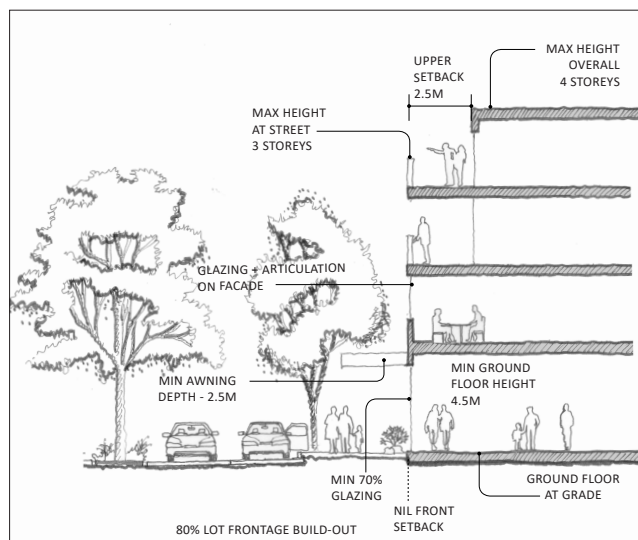 UPPER
SETBACK
2.5M
MAX HEIGHT
OVERALL
4 STOREYS
MAX HEIGHT
AT STREET
3 STOREYS
GLAZING + ARTICULATION
ON FACADE
MIN AWNING
DEPTH - 2.5M
MIN GROUND
FLOOR HEIGHT
4.5M
MIN 70%
GLAZING
GROUND FLOOR
AT GRADE
NIL FRONT
SETBACK
80% LOT FRONTAGE BUILD-OUT